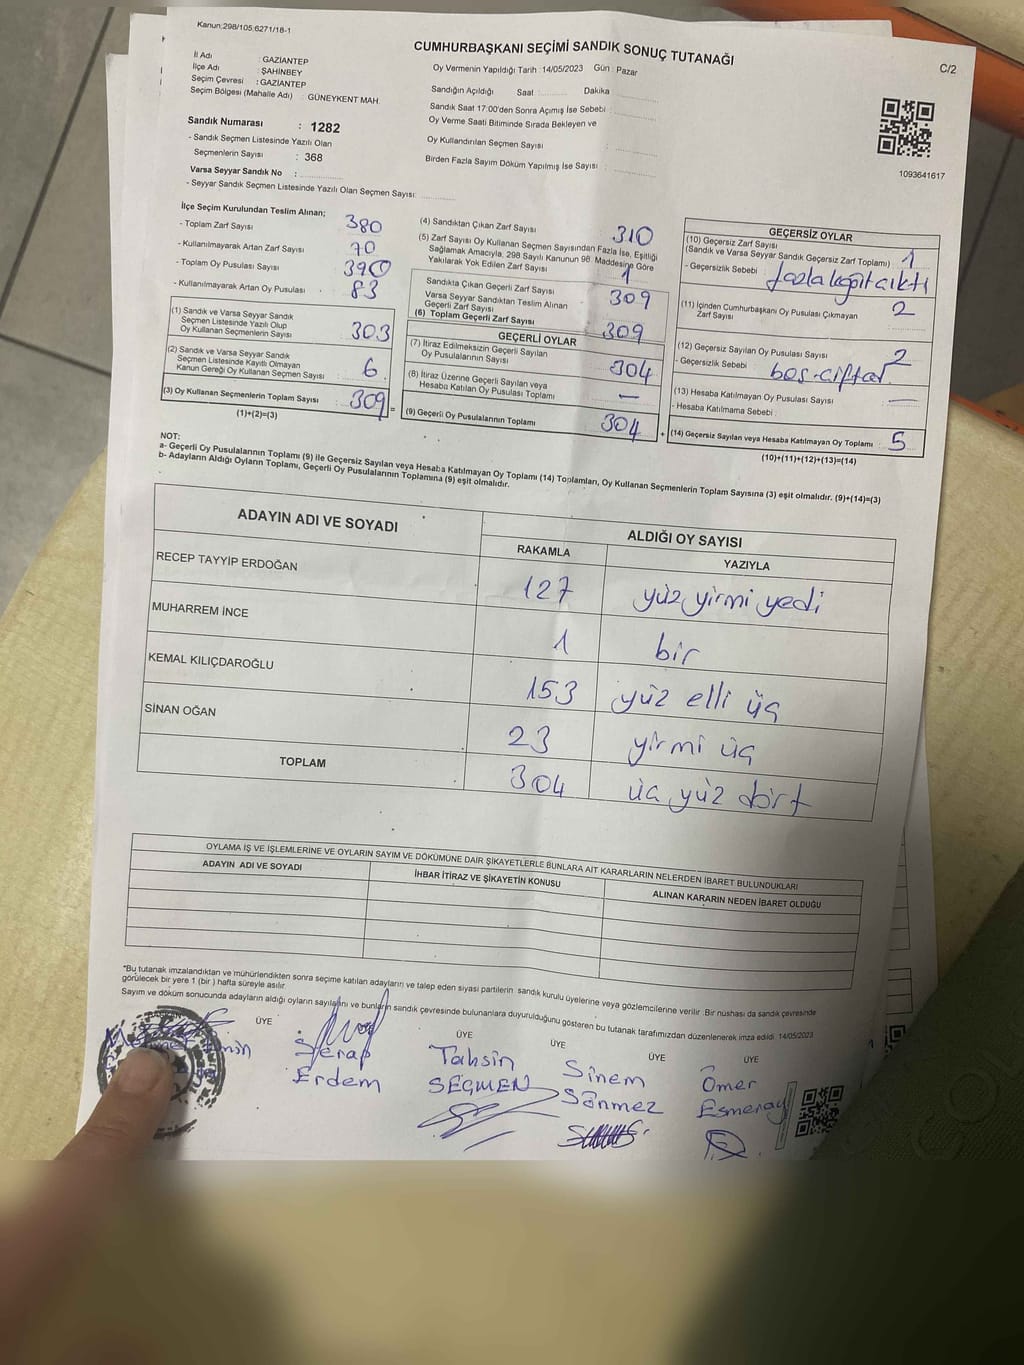 Kanun:298/105;6271/18-1
CUMHURBAŞKANI SEÇİMİ SANDIK SONUÇ TUTANAĞI
C/2
İl Adı : GAZİANTEP
İlçe Adı : ŞAHİNBEY
Seçim Çevresi : GAZİANTEP
Seçim Bölgesi (Mahalle Adı) : GÜNEYKENT MAH.
Sandık Numarası : 1282
- Sandık Seçmen Listesinde Yazılı Olan
Seçmenlerin Sayısı : 368
Varsa Seyyar Sandık No :
- Seyyar Sandık Seçmen Listesinde Yazılı Olan Seçmen Sayısı:
Oy Vermenin Yapıldığı Tarih :14/05/2023 Gün : Pazar
Sandığın Açıldığı Saat : Dakika
Sandık Saat 17:00'den Sonra Açımış İse Sebebi :
Oy Verme Saati Bitiminde Sırada Bekleyen ve
Oy Kullandırılan Seçmen Sayısı :
Birden Fazla Sayım Döküm Yapılmış İse Sayısı :
1093641617
İlçe Seçim Kurulundan Teslim Alınan;
- Toplam Zarf Sayısı : 380
- Kullanılmayarak Artan Zarf Sayısı : 70
- Toplam Oy Pusulası Sayısı : 390
- Kullanılmayarak Artan Oy Pusulası : 83
(1) Sandık ve Varsa Seyyar Sandık
Seçmen Listesinde Yazılı Olup
Oy Kullanan Seçmenlerin Sayısı : 303
(2) Sandık ve Varsa Seyyar Sandık
Seçmen Listesinde Kayıtlı Olmayan
Kanun Gereği Oy Kullanan Seçmen Sayısı : 6
(3) Oy Kullanan Seçmenlerin Toplam Sayısı : 309 =
(1)+(2)=(3)
(4) Sandıktan Çıkan Zarf Sayısı : 310
(5) Zarf Sayısı Oy Kullanan Seçmen Sayısından Fazla İse, Eşitliği
Sağlamak Amacıyla, 298 Sayılı Kanunun 98. Maddesine Göre
Yakılarak Yok Edilen Zarf Sayısı : 1
Sandıkta Çıkan Geçerli Zarf Sayısı : 309
Varsa Seyyar Sandıktan Teslim Alınan
Geçerli Zarf Sayısı
(6) Toplam Geçerli Zarf Sayısı : 309
GEÇERLİ OYLAR
(7) İtiraz Edilmeksizin Geçerli Sayılan
Oy Pusulalarının Sayısı : 304
(8) İtiraz Üzerine Geçerli Sayılan veya
Hesaba Katılan Oy Pusulası Toplamı : —
(9) Geçerli Oy Pusulalarının Toplamı : 304 +
GEÇERSİZ OYLAR
(10) Geçersiz Zarf Sayısı
(Sandık ve Varsa Seyyar Sandık Geçersiz Zarf Toplamı) : 1
- Geçersizlik Sebebi : fazla kağıt çıktı
(11) İçinden Cumhurbaşkanı Oy Pusulası Çıkmayan
Zarf Sayısı : 2
(12) Geçersiz Sayılan Oy Pusulası Sayısı : 2
- Geçersizlik Sebebi : boş-çiftar
(13) Hesaba Katılmayan Oy Pusulası Sayısı : —
- Hesaba Katılmama Sebebi :
(14) Geçersiz Sayılan veya Hesaba Katılmayan Oy Toplamı : 5
(10)+(11)+(12)+(13)=(14)
NOT:
a- Geçerli Oy Pusulalarının Toplamı (9) ile Geçersiz Sayılan veya Hesaba Katılmayan Oy Toplamı (14) Toplamları, Oy Kullanan Seçmenlerin Toplam Sayısına (3) eşit olmalıdır. (9)+(14)=(3)
b- Adayların Aldığı Oyların Toplamı, Geçerli Oy Pusulalarının Toplamına (9) eşit olmalıdır.
ADAYIN ADI VE SOYADI ALDIĞI OY SAYISI
RAKAMLA YAZIYLA
RECEP TAYYİP ERDOĞAN 127 yüz yirmi yedi
MUHARREM İNCE 1 bir
KEMAL KILIÇDAROĞLU 153 yüz elli üç
SİNAN OĞAN 23 yirmi üç
TOPLAM 304 üç yüz dört
OYLAMA İŞ VE İŞLEMLERİNE VE OYLARIN SAYIM VE DÖKÜMÜNE DAİR ŞİKAYETLERLE BUNLARA AİT KARARLARIN NELERDEN İBARET BULUNDUKLARI
ADAYIN ADI VE SOYADI İHBAR İTİRAZ VE ŞİKAYETİN KONUSU ALINAN KARARIN NEDEN İBARET OLDUĞU
*Bu tutanak imzalandıktan ve mühürlendikten sonra seçime katılan adayların ve talep eden siyasi partilerin sandık kurulu üyelerine veya gözlemcilerine verilir .Bir nüshası da sandık çevresinde
görülecek bir yere 1 (bir ) hafta süreyle asılır.
Sayım ve döküm sonucunda adayların aldığı oyların sayılarını ve bunların sandık çevresinde bulunanlara duyurulduğunu gösteren bu tutanak tarafımızdan düzenlenerek imza edildi. 14/05/2023
ÜYE ÜYE ÜYE ÜYE ÜYE
Serap Erdem
Tahsin SEÇMEN
Sinem Sönmez
Ömer Esmeray